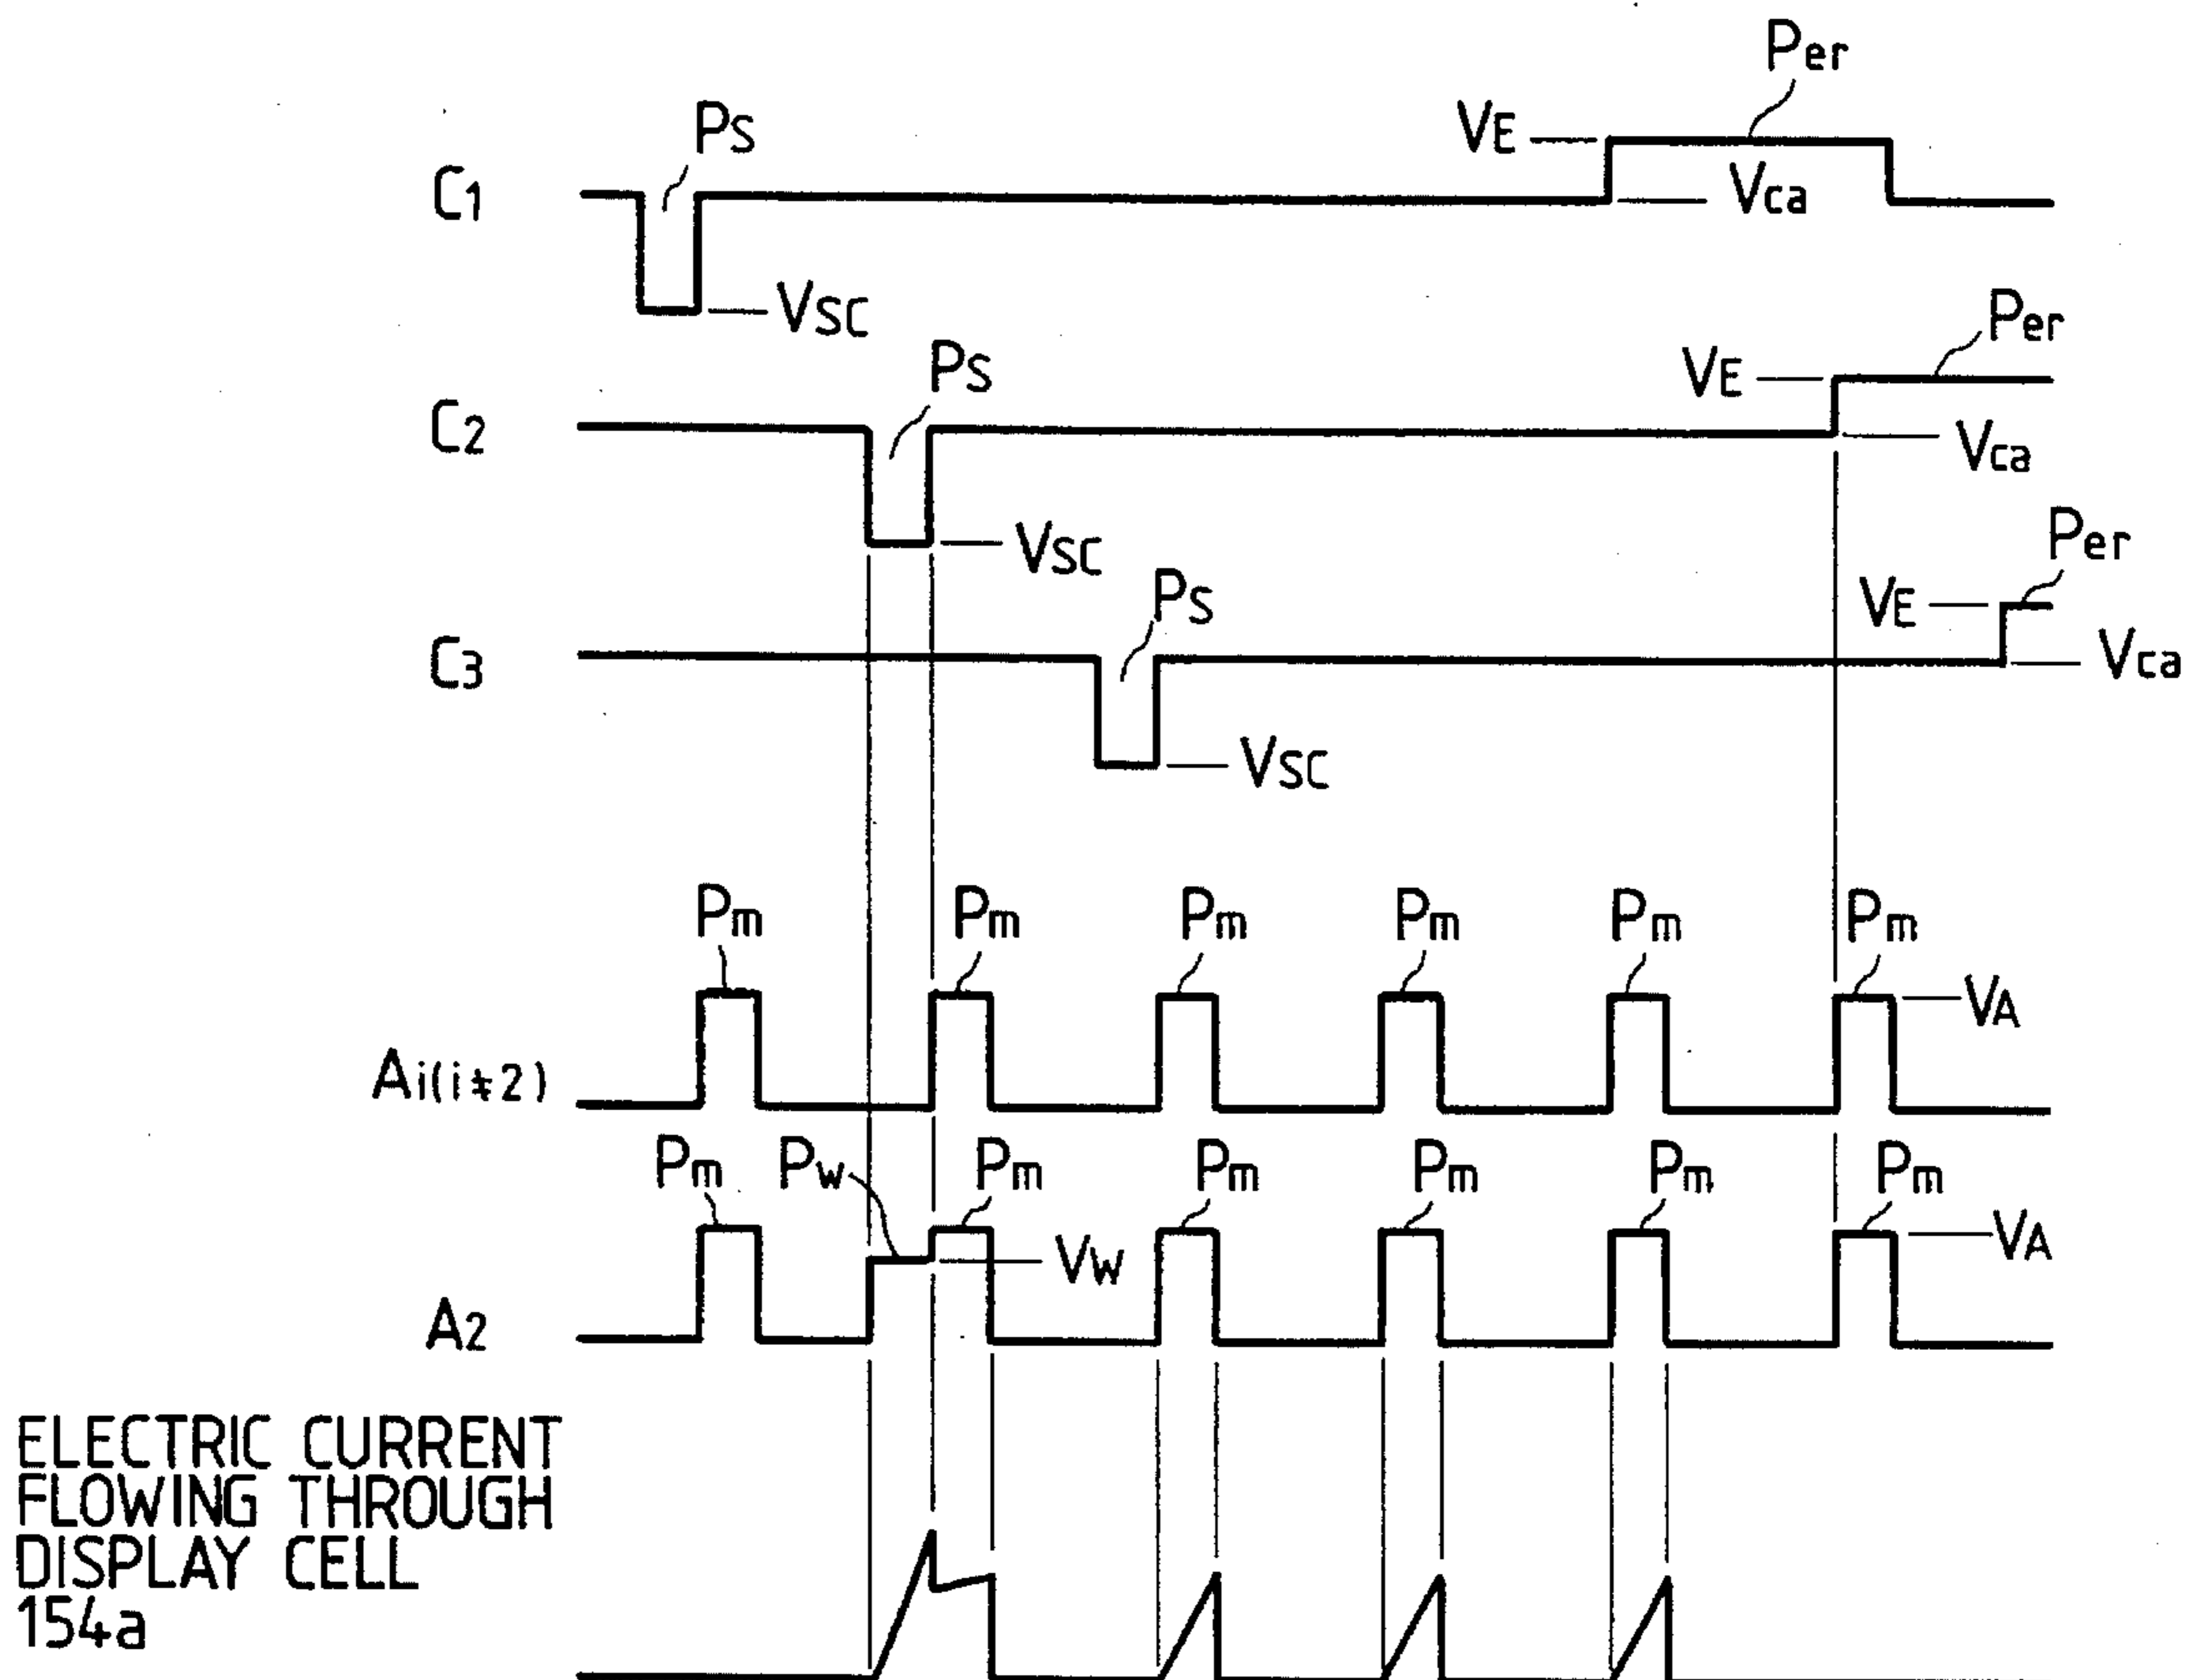 Per
PS
VE
C1
Vca
VSC
Per
PS
VE
C2
Vca
VSC
Per
PS
VE
C3
Vca
VSC
Pm Pm Pm Pm Pm Pm
VA
Ai(i≠2)
Pm Pw Pm Pm Pm Pm Pm
VA
VW
A2
ELECTRIC CURRENT
FLOWING THROUGH
DISPLAY CELL
154a